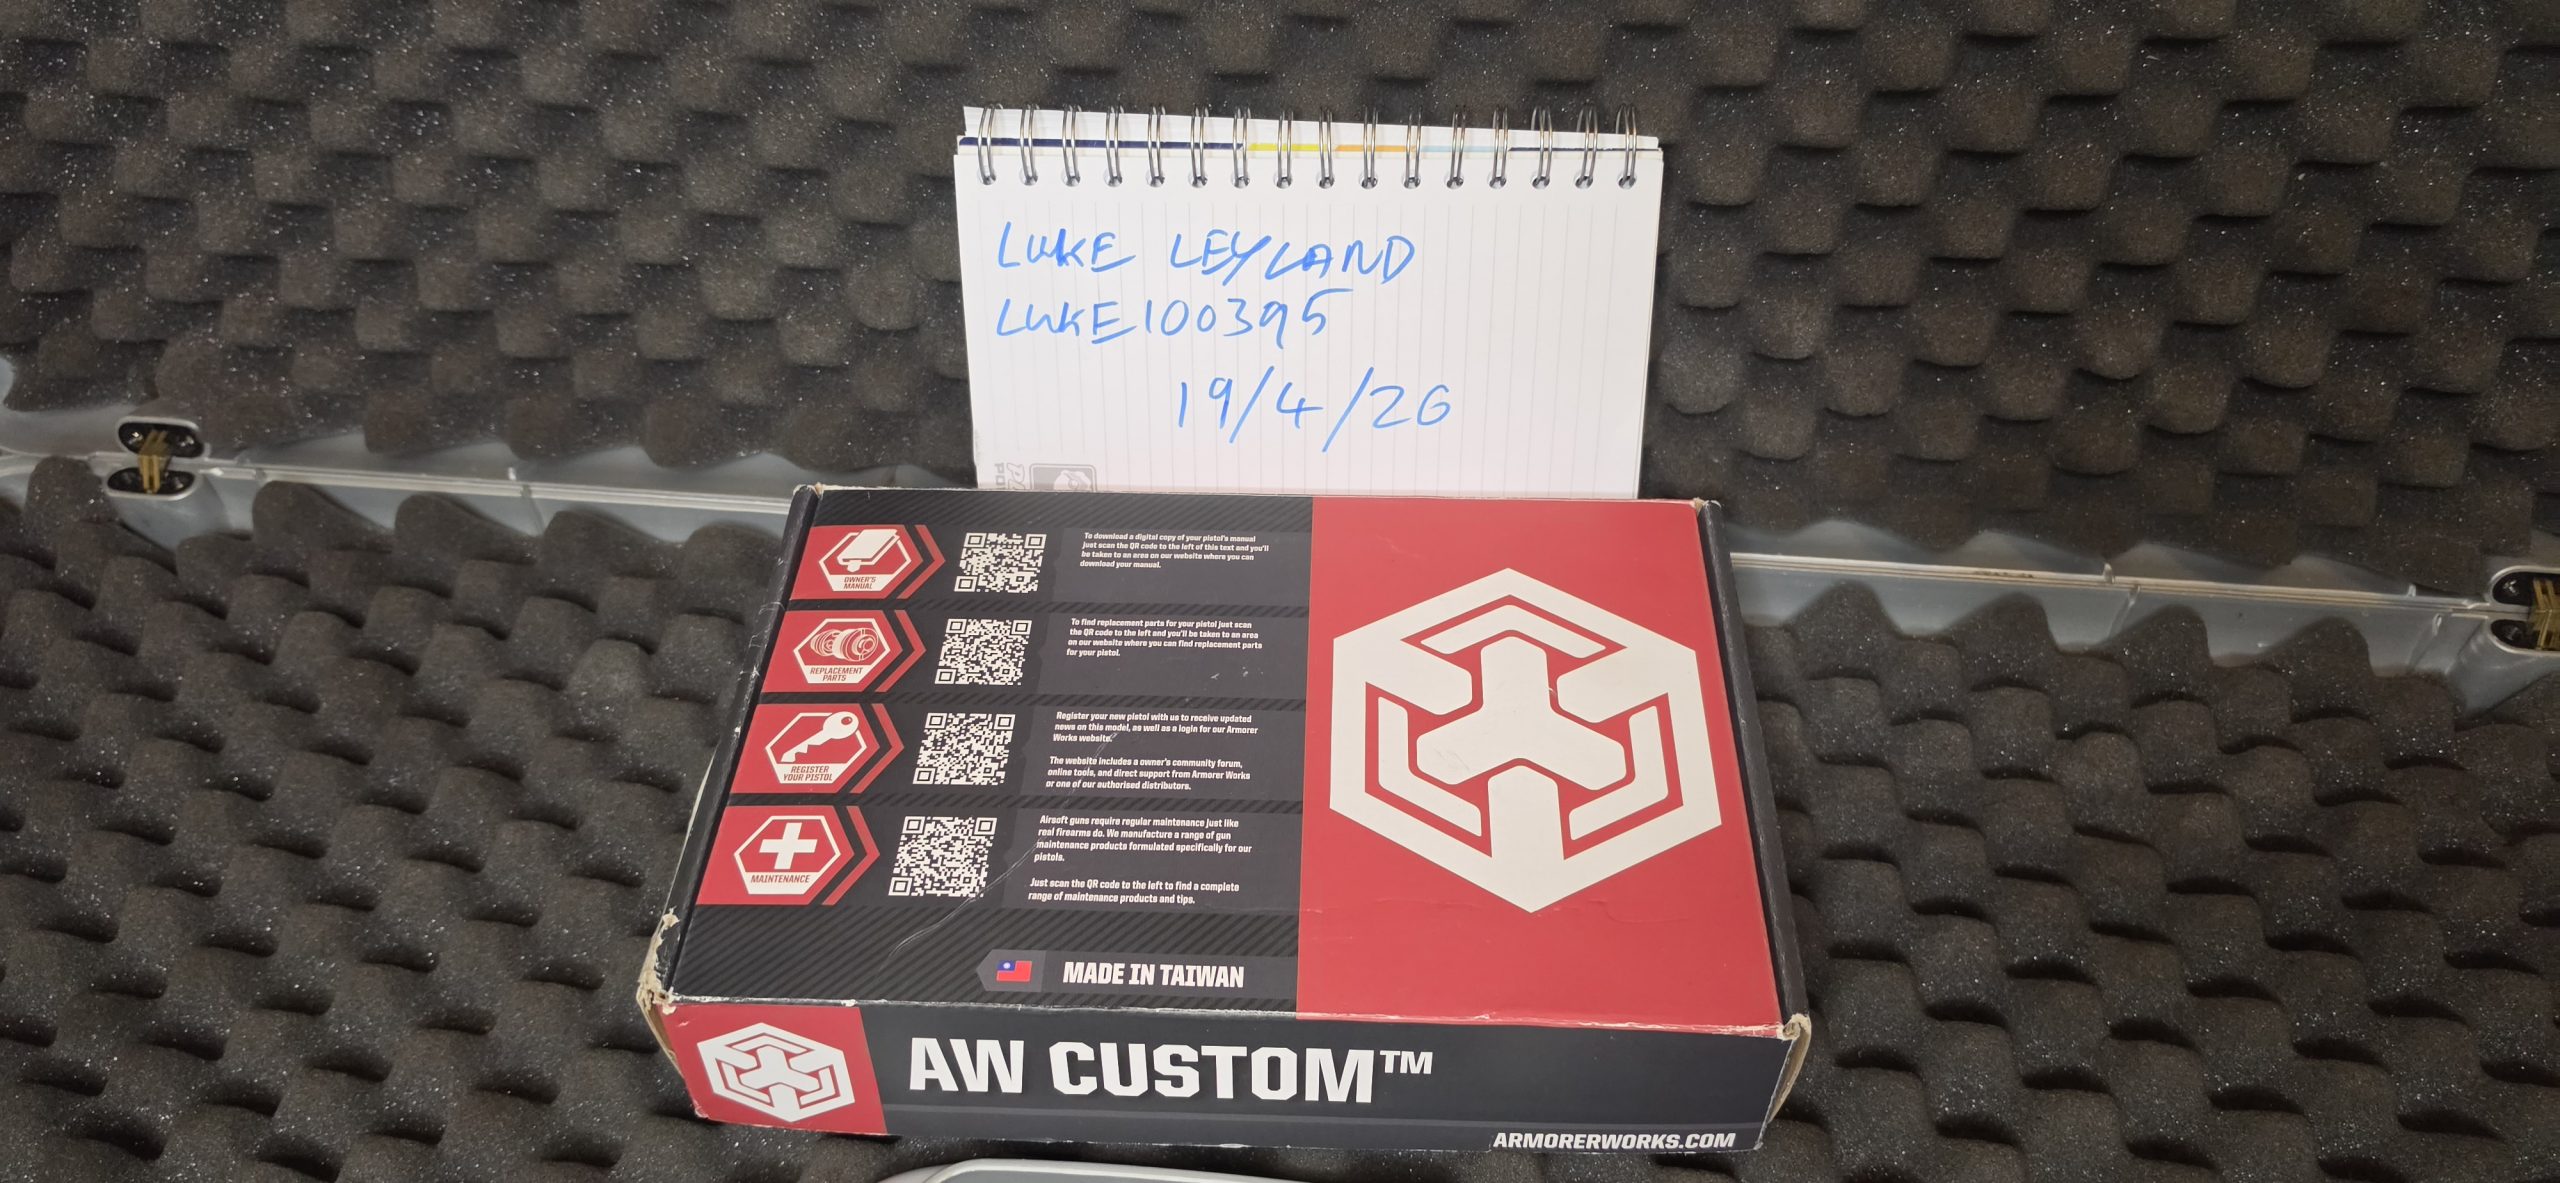 LUKE LEYLAND
LUKE100395
19/4/26
OWNER'S
MANUAL
To download a digital copy of your pistol's manual
just scan the QR code to the left of this text and you'll
be taken to an area on our website where you can
download your manual.
REPLACEMENT
PARTS
To find replacement parts for your pistol just scan
the QR code to the left and you'll be taken to an area
on our website where you can find replacement parts
for your pistol.
REGISTER
YOUR PISTOL
Register your new pistol with us to receive updated
news on this model, as well as a login for our Armorer
Works website.
The website includes a owner's community forum,
online tools, and direct support from Armorer Works
or one of our authorised distributors.
MAINTENANCE
Airsoft guns require regular maintenance just like
real firearms do. We manufacture a range of gun
maintenance products formulated specifically for our
pistols.
Just scan the QR code to the left to find a complete
range of maintenance products and tips.
MADE IN TAIWAN
AW CUSTOM™
ARMORERWORKS.COM